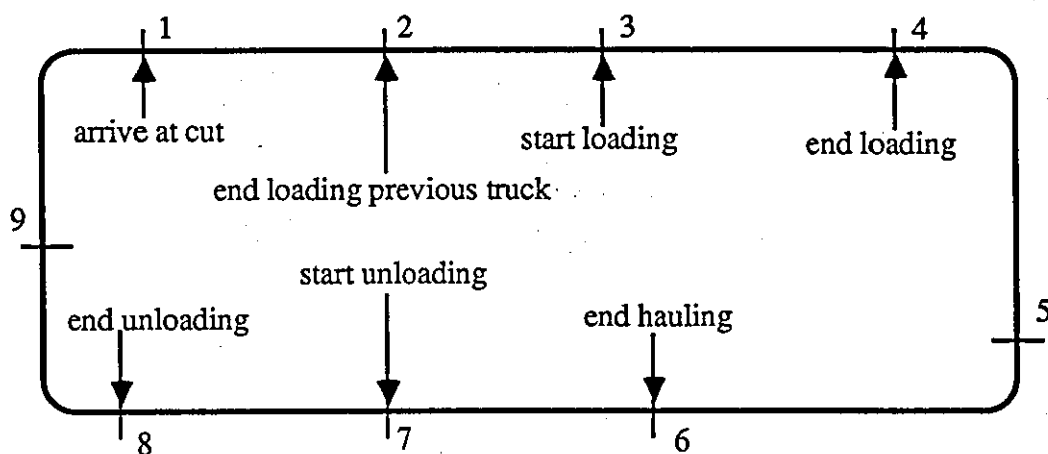 1
2
3
4
arrive at cut
start loading
end loading
end loading previous truck
9
start unloading
end unloading
end hauling
5
8
7
6